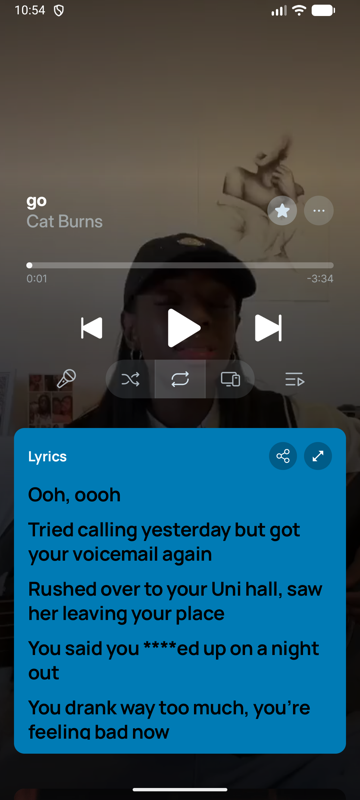 10:54
go
Cat Burns
0:01
-3:34
Lyrics
Ooh, oooh
Tried calling yesterday but got
your voicemail again
Rushed over to your Uni hall, saw
her leaving your place
You said you ****ed up on a night
out
You drank way too much, you're
feeling bad now